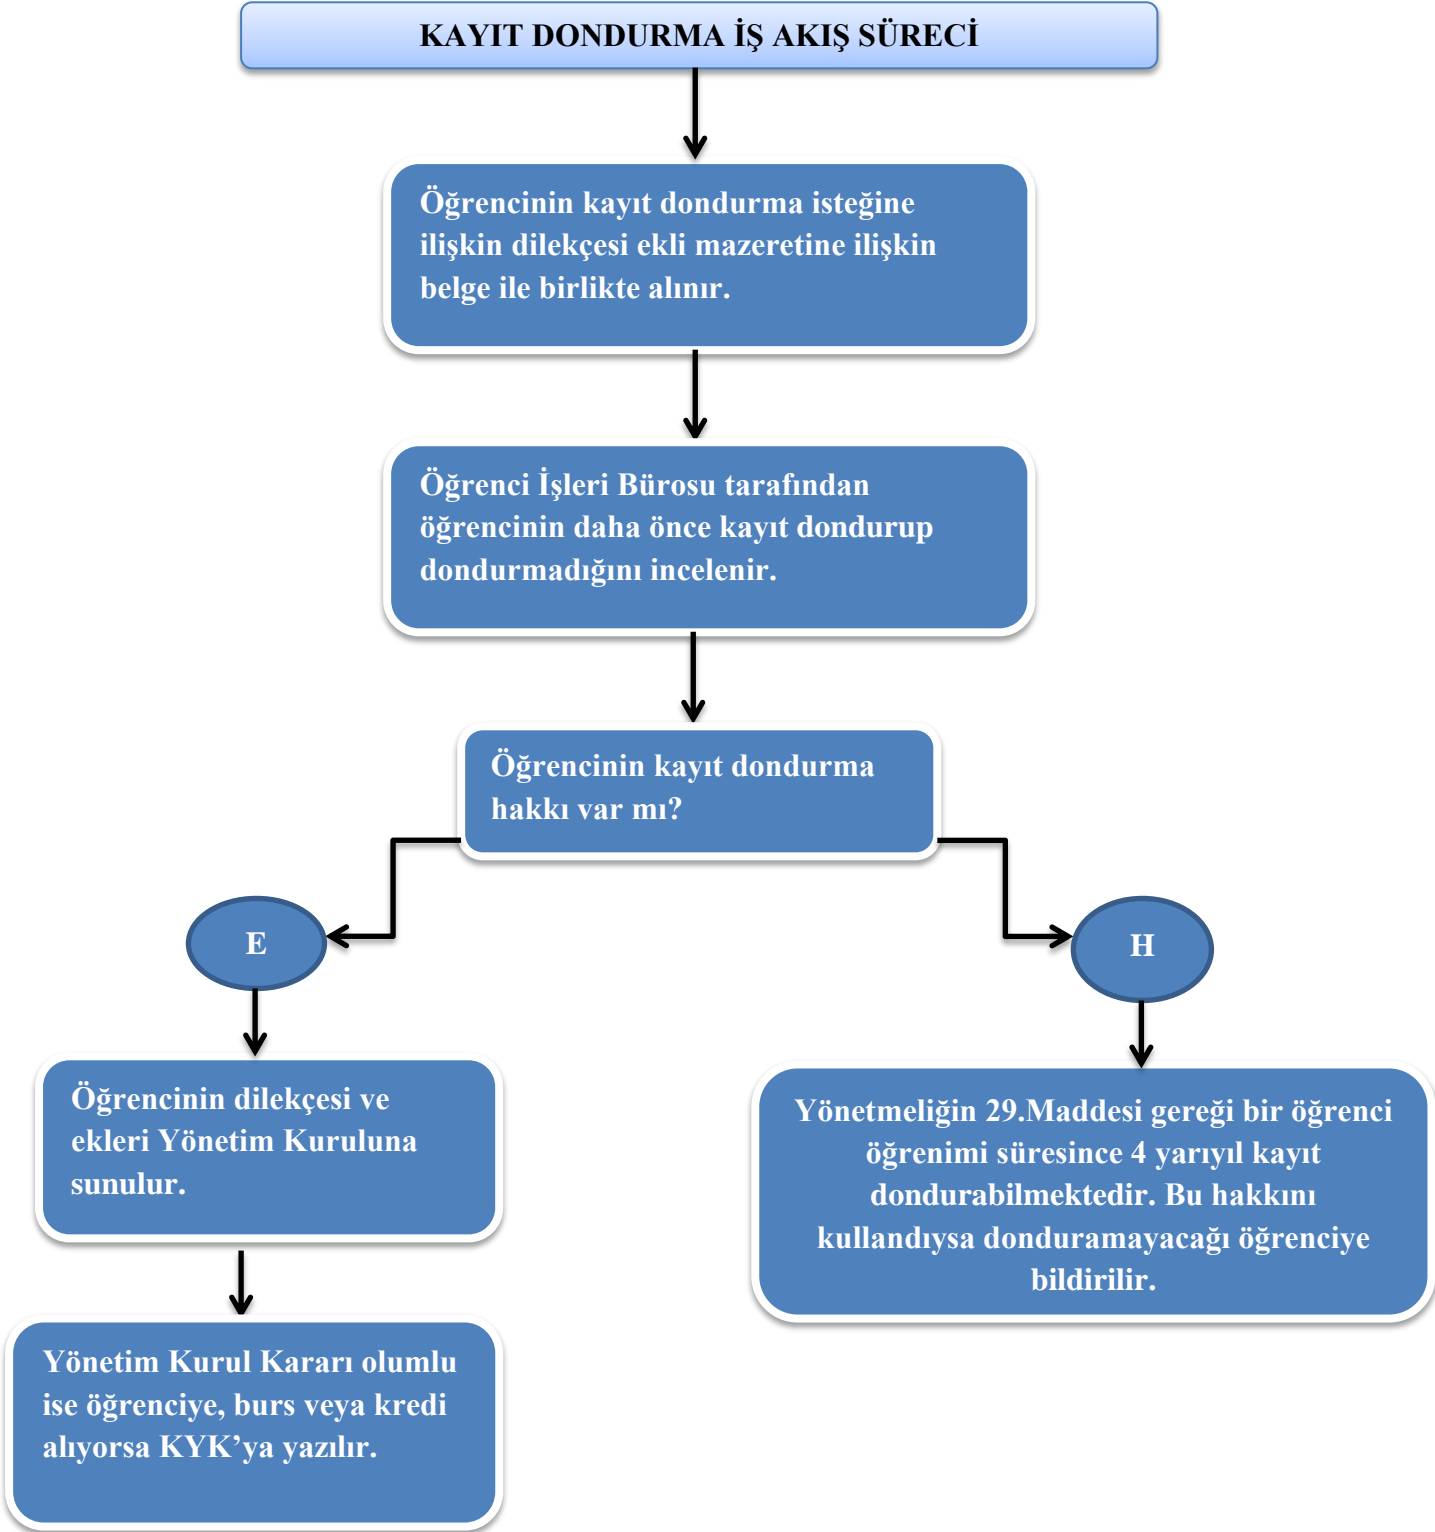 KAYIT DONDURMA İŞ AKIŞ SÜRECİ
Öğrencinin kayıt dondurma isteğine
ilişkin dilekçesi ekli mazeretine ilişkin
belge ile birlikte alınır.
Öğrenci İşleri Bürosu tarafından
öğrencinin daha önce kayıt dondurup
dondurmadığını incelenir.
Öğrencinin kayıt dondurma
hakkı var mı?
E
H
Öğrencinin dilekçesi ve
ekleri Yönetim Kuruluna
sunulur.
Yönetmeliğin 29.Maddesi gereği bir öğrenci
öğrenimi süresince 4 yarıyıl kayıt
dondurabilmektedir. Bu hakkını
kullandıysa donduramayacağı öğrenciye
bildirilir.
Yönetim Kurul Kararı olumlu
ise öğrenciye, burs veya kredi
alıyorsa KYK’ya yazılır.